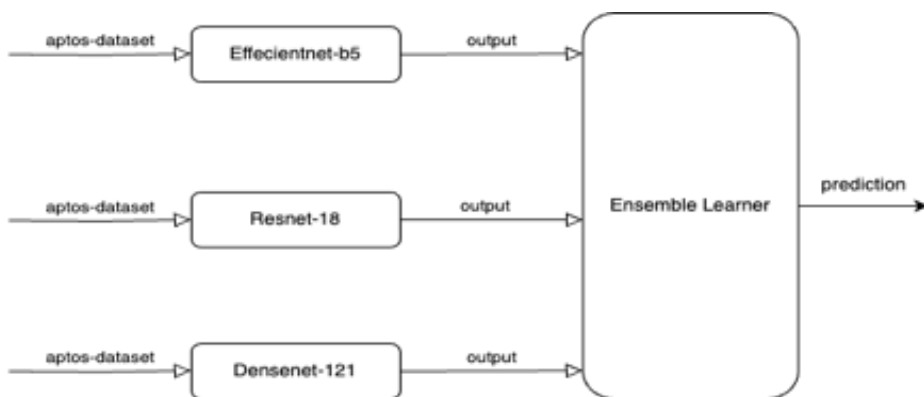 aptos-dataset
Effecientnet-b5
output
aptos-dataset
Resnet-18
output
Ensemble Learner
prediction
aptos-dataset
Densenet-121
output